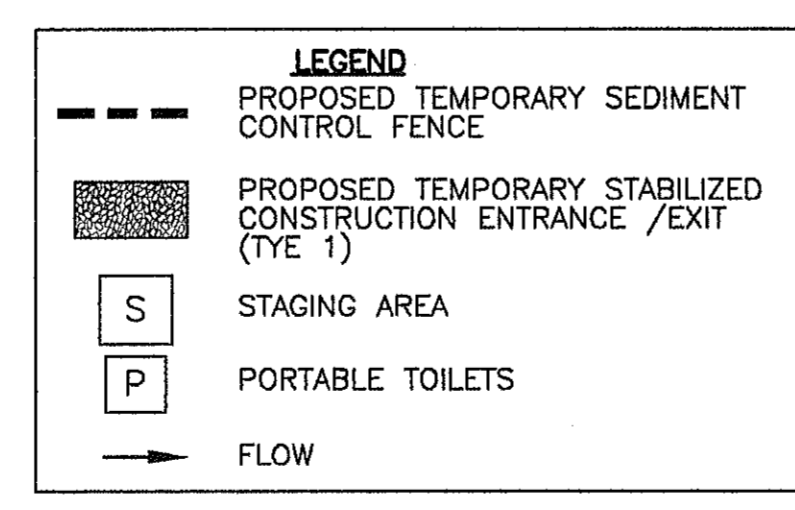 LEGEND
PROPOSED TEMPORARY SEDIMENT
CONTROL FENCE
PROPOSED TEMPORARY STABILIZED
CONSTRUCTION ENTRANCE /EXIT
(TYE 1)
S STAGING AREA
P PORTABLE TOILETS
FLOW